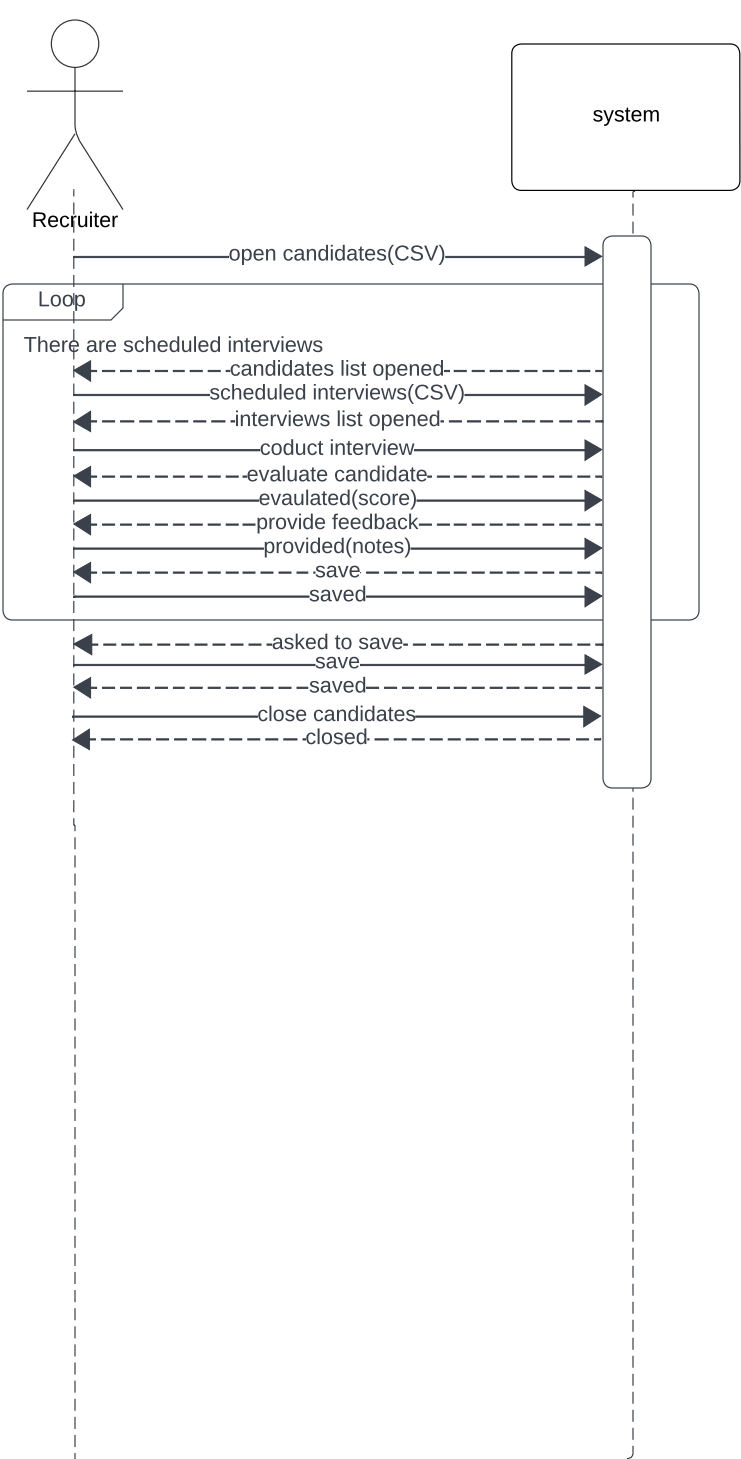 system
Recruiter
open candidates(CSV)
Loop
There are scheduled interviews
candidates list opened
scheduled interviews(CSV)
interviews list opened
coduct interview
evaluate candidate
evaulated(score)
provide feedback
provided(notes)
save
saved
asked to save
save
saved
close candidates
closed